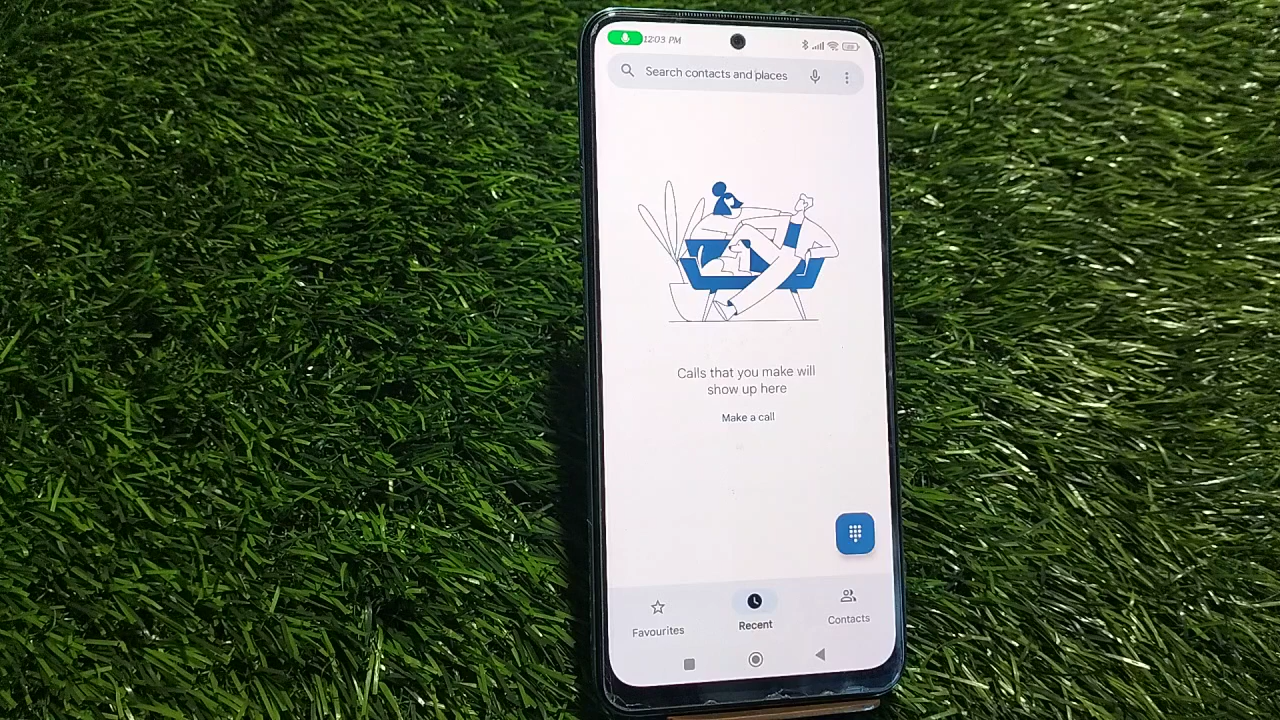 12:03 PM
Search contacts and places
Calls that you make will
show up here
Make a call
Favourites
Recent
Contacts